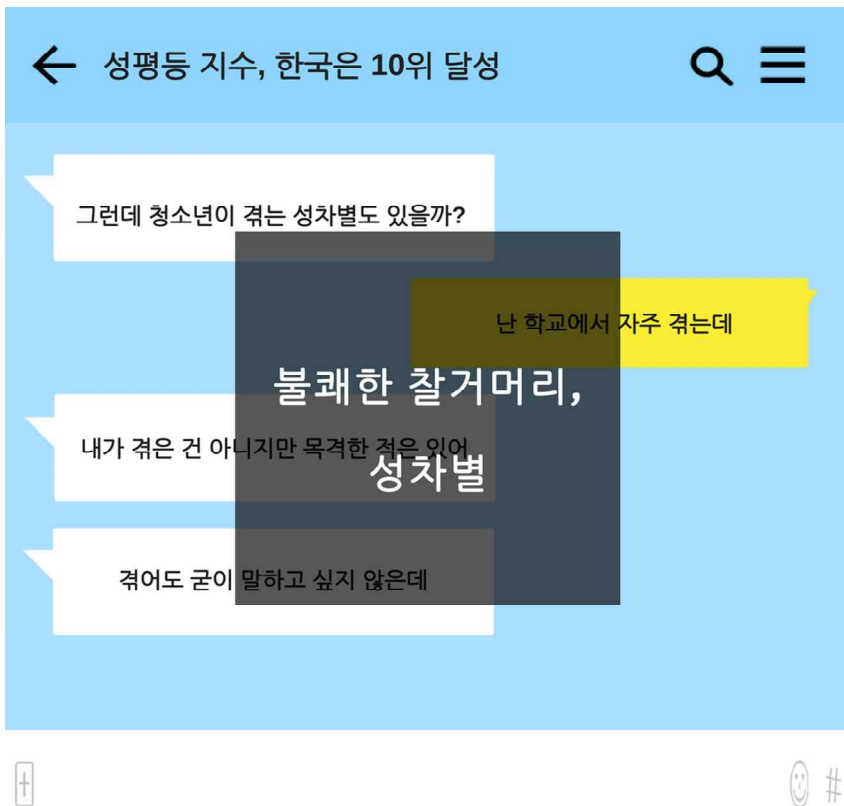 성평등 지수, 한국은 10위 달성
그런데 청소년이 겪는 성차별도 있을까?
난 학교에서 자주 겪는데
불쾌한 찰거머리,
내가 겪은 건 아니지만 목격한 적은 있어
성차별
겪어도 굳이 말하고 싶지 않은데
#